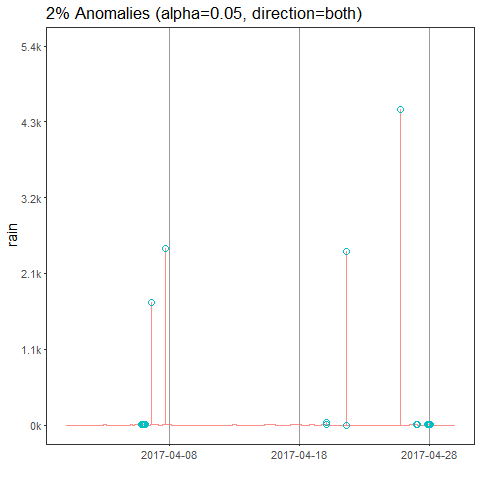 2% Anomalies (alpha=0.05, direction=both)
5.4k
4.3k
3.2k
2.1k
1.1k
0k
rain
2017-04-08 2017-04-18 2017-04-28